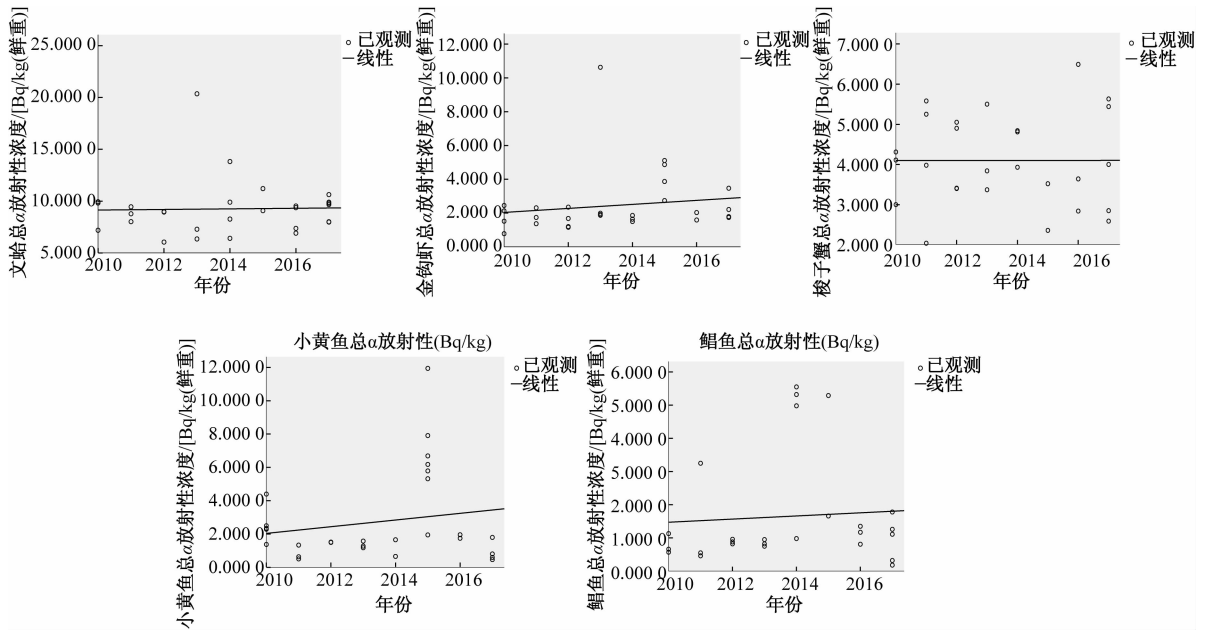 文蛤总α放射性浓度/[Bq/kg(鲜重)]
25.000 0
20.000 0
15.000 0
10.000 0
5.000 0
2010 2012 2014 2016
年份
已观测
线性
金钩虾总α放射性浓度/[Bq/kg(鲜重)]
12.000 0
10.000 0
8.000 0
6.000 0
4.000 0
2.000 0
0.000 0
2010 2012 2014 2016
年份
已观测
线性
梭子蟹总α放射性浓度/[Bq/kg(鲜重)]
7.000 0
6.000 0
5.000 0
4.000 0
3.000 0
2.000 0
2010 2012 2014 2016
年份
已观测
线性
小黄鱼总α放射性(Bq/kg)
小黄鱼总α放射性浓度/[Bq/kg(鲜重)]
12.000 0
10.000 0
8.000 0
6.000 0
4.000 0
2.000 0
0.000 0
2010 2012 2014 2016
年份
已观测
线性
鲳鱼总α放射性(Bq/kg)
鲳鱼总α放射性浓度/[Bq/kg(鲜重)]
6.000 0
5.000 0
4.000 0
5.000 0
2.000 0
1.000 0
0.000 0
2010 2012 2014 2016
年份
已观测
线性